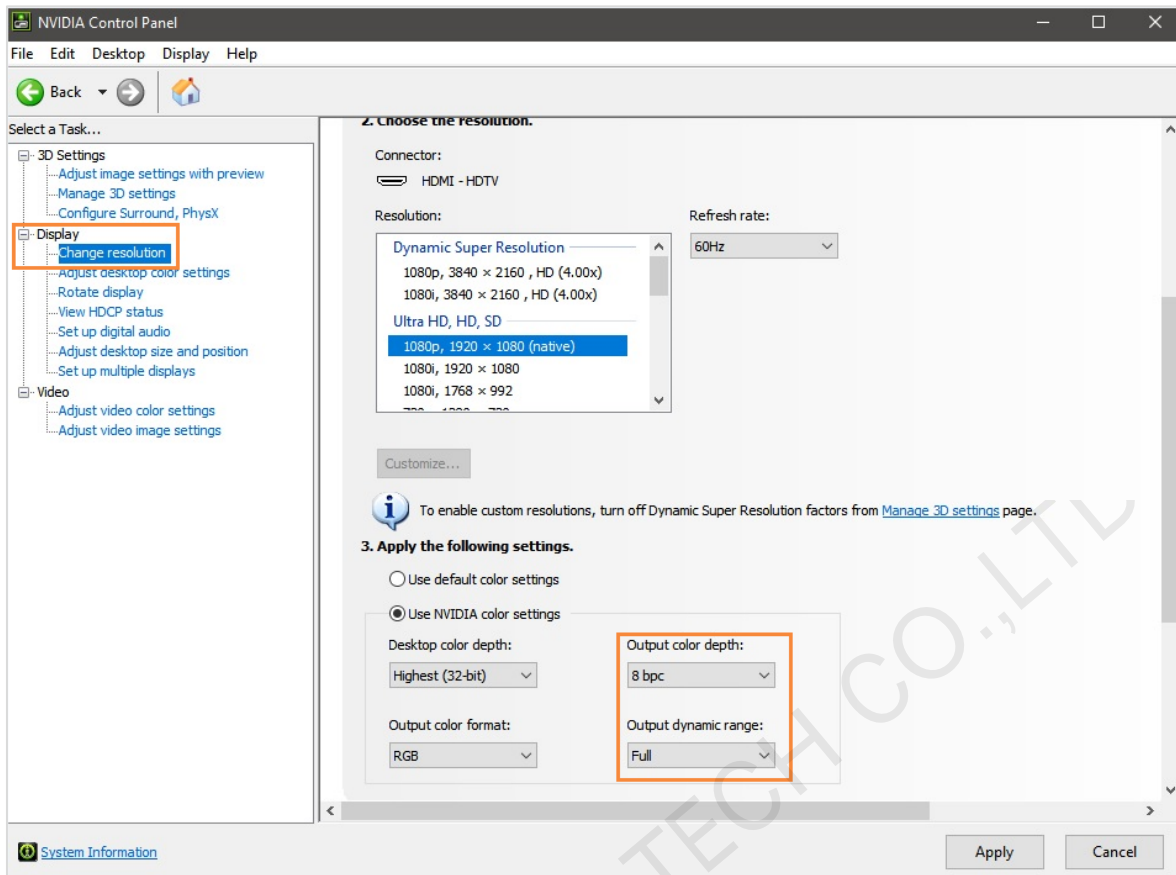 NVIDIA Control Panel
File Edit Desktop Display Help
Back
Select a Task...
3D Settings
Adjust image settings with preview
Manage 3D settings
Configure Surround, PhysX
Display
Change resolution
Adjust desktop color settings
Rotate display
View HDCP status
Set up digital audio
Adjust desktop size and position
Set up multiple displays
Video
Adjust video color settings
Adjust video image settings
2. Choose the resolution.
Connector:
HDMI - HDTV
Resolution:
Refresh rate:
Dynamic Super Resolution
60Hz
1080p, 3840 × 2160 , HD (4.00x)
1080i, 3840 × 2160 , HD (4.00x)
Ultra HD, HD, SD
1080p, 1920 × 1080 (native)
1080i, 1920 × 1080
1080i, 1768 × 992
Customize...
To enable custom resolutions, turn off Dynamic Super Resolution factors from Manage 3D settings page.
3. Apply the following settings.
Use default color settings
Use NVIDIA color settings
Desktop color depth:
Output color depth:
Highest (32-bit)
8 bpc
Output color format:
Output dynamic range:
RGB
Full
System Information
Apply
Cancel
TECH CO.,LTD